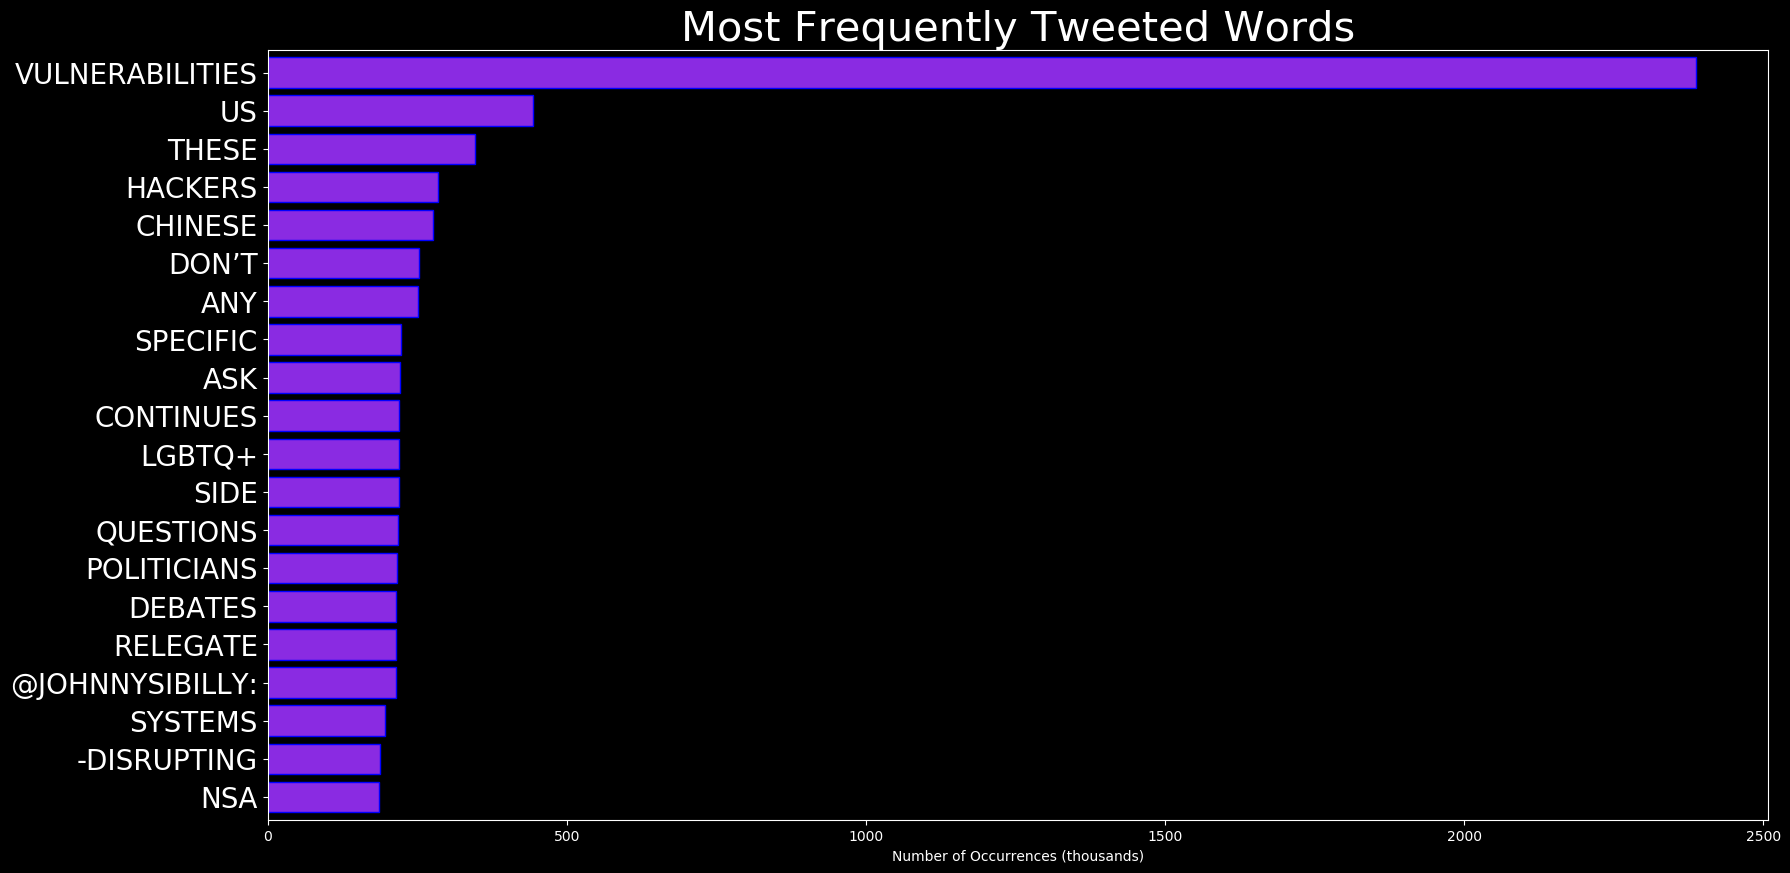 Most Frequently Tweeted Words
VULNERABILITIES
US
THESE
HACKERS
CHINESE
DON’T
ANY
SPECIFIC
ASK
CONTINUES
LGBTQ+
SIDE
QUESTIONS
POLITICIANS
DEBATES
RELEGATE
@JOHNNYSIBILLY:
SYSTEMS
-DISRUPTING
NSA
0 500 1000 1500 2000 2500
Number of Occurrences (thousands)